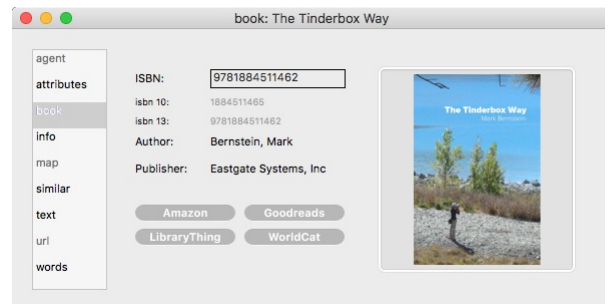 book: The Tinderbox Way
agent
attributes
book
info
map
similar
text
url
words
ISBN: 9781884511462
isbn 10: 1884511465
isbn 13: 9781884511462
Author: Bernstein, Mark
Publisher: Eastgate Systems, Inc
Amazon Goodreads
LibraryThing WorldCat
The Tinderbox Way
Mark Bernstein